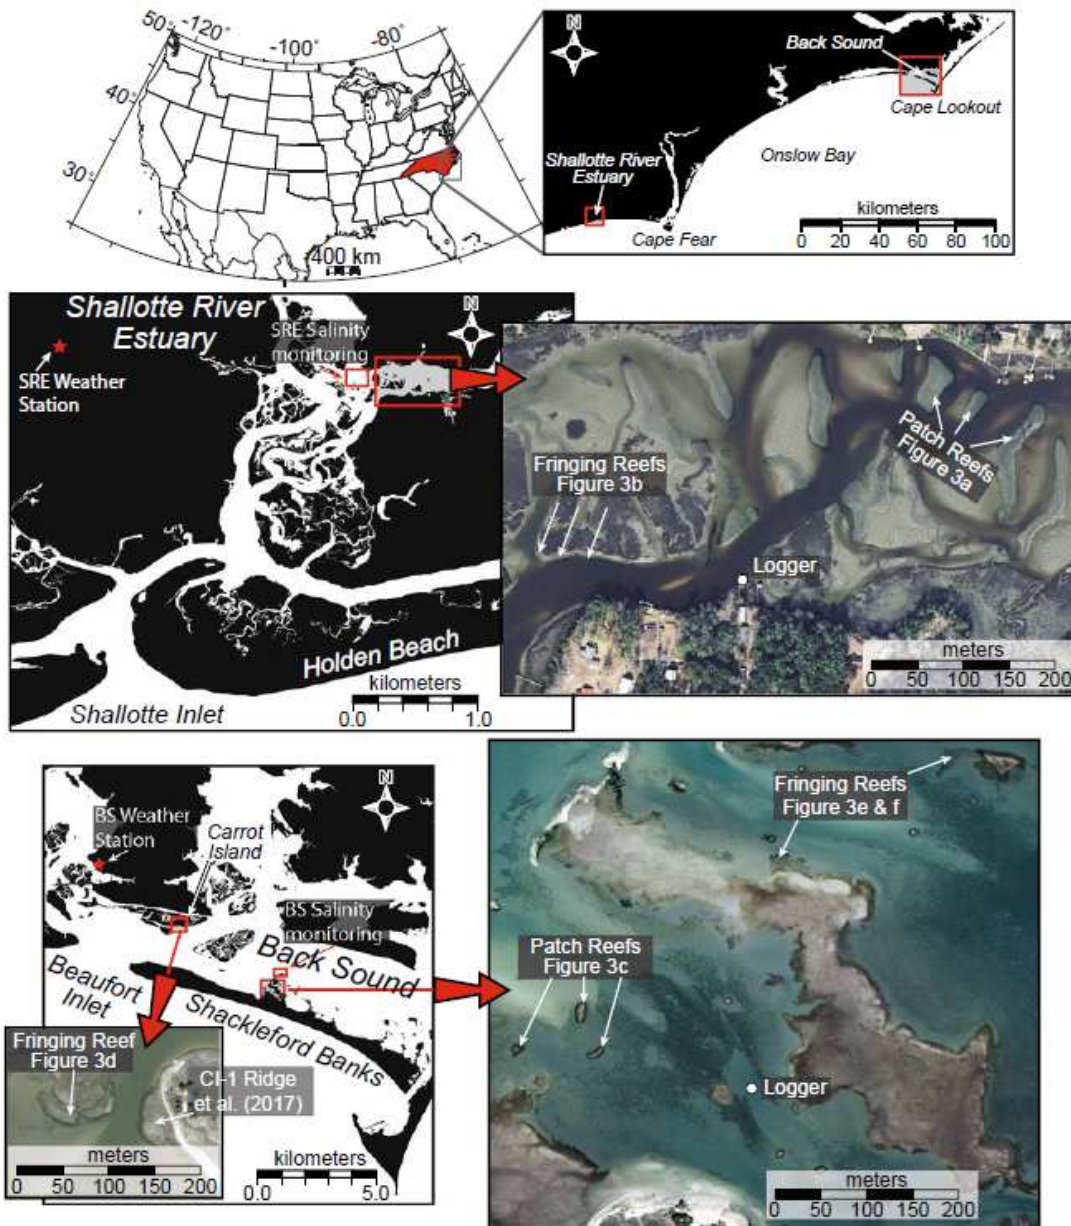 50°
-120°
-100°
-80°
40°
30°
400 km
N
Back Sound
Cape Lookout
Onslow Bay
Shallotte River
Estuary
Cape Fear
kilometers
0 20 40 60 80 100
Shallotte River
Estuary
SRE Salinity
monitoring
N
SRE Weather
Station
Holden Beach
kilometers
0.0 1.0
Shallotte Inlet
Patch Reefs
Figure 3a
Fringing Reefs
Figure 3b
Logger
meters
0 50 100 150 200
N
BS Weather
Station
Carrot
Island
BS Salinity
monitoring
Back Sound
Beaufort
Inlet
Shackleford Banks
kilometers
0.0 5.0
Fringing Reef
Figure 3d
CI-1 Ridge
et al. (2017)
meters
0 50 100 150 200
Fringing Reefs
Figure 3e & f
Patch Reefs
Figure 3c
Logger
meters
0 50 100 150 200